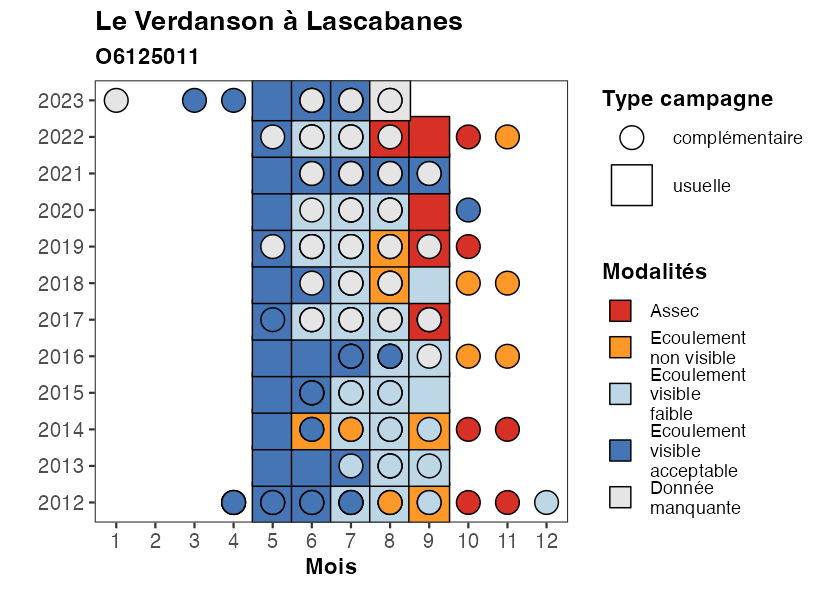 Le Verdanson à Lascabanes
O6125011
2023
2022
2021
2020
2019
2018
2017
2016
2015
2014
2013
2012
1 2 3 4 5 6 7 8 9 10 11 12
Mois
Type campagne
complémentaire
usuelle
Modalités
Assec
Ecoulement
non visible
Ecoulement
visible
faible
Ecoulement
visible
acceptable
Donnée
manquante